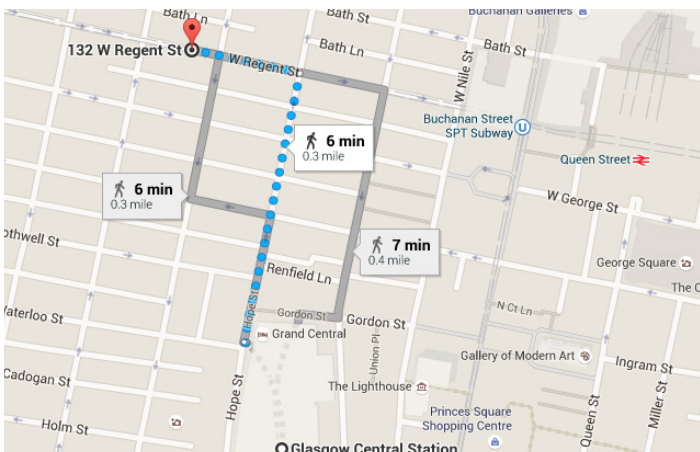 Bath Ln
Bath St
Buchanan Galleries
132 W Regent St
W Regent St
Bath Ln
Bath St
W Nile St
Buchanan Street
SPT Subway
U
6 min
0.3 mile
Queen Street
6 min
0.3 mile
W George St
othwell St
7 min
0.4 mile
George Square
Renfield Ln
The C
Waterloo St
Hope St
Gordon St
Gordon St
N Ct Ln
Grand Central
Union Pl
Gallery of Modern Art
Ingram St
Cadogan St
Hope St
The Lighthouse
Queen St
Miller St
Holm St
Princes Square
Shopping Centre
Glasgow Central Station